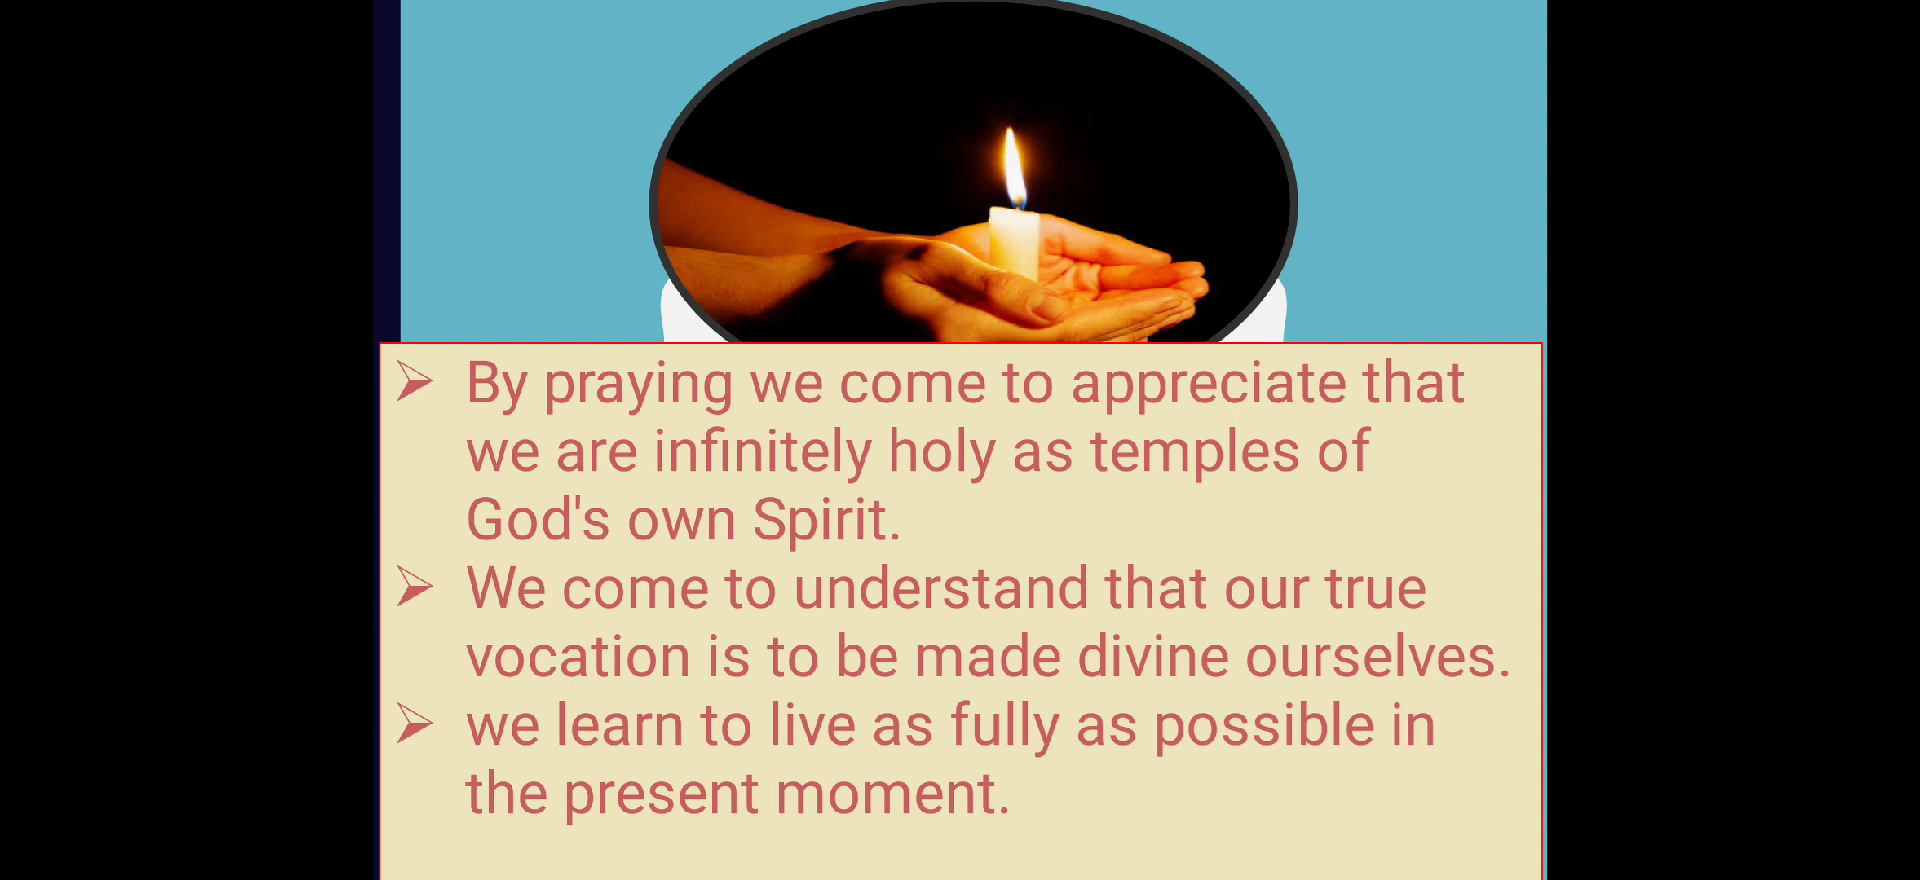 ➢ By praying we come to appreciate that
we are infinitely holy as temples of
God's own Spirit.
➢ We come to understand that our true
vocation is to be made divine ourselves.
➢ we learn to live as fully as possible in
the present moment.